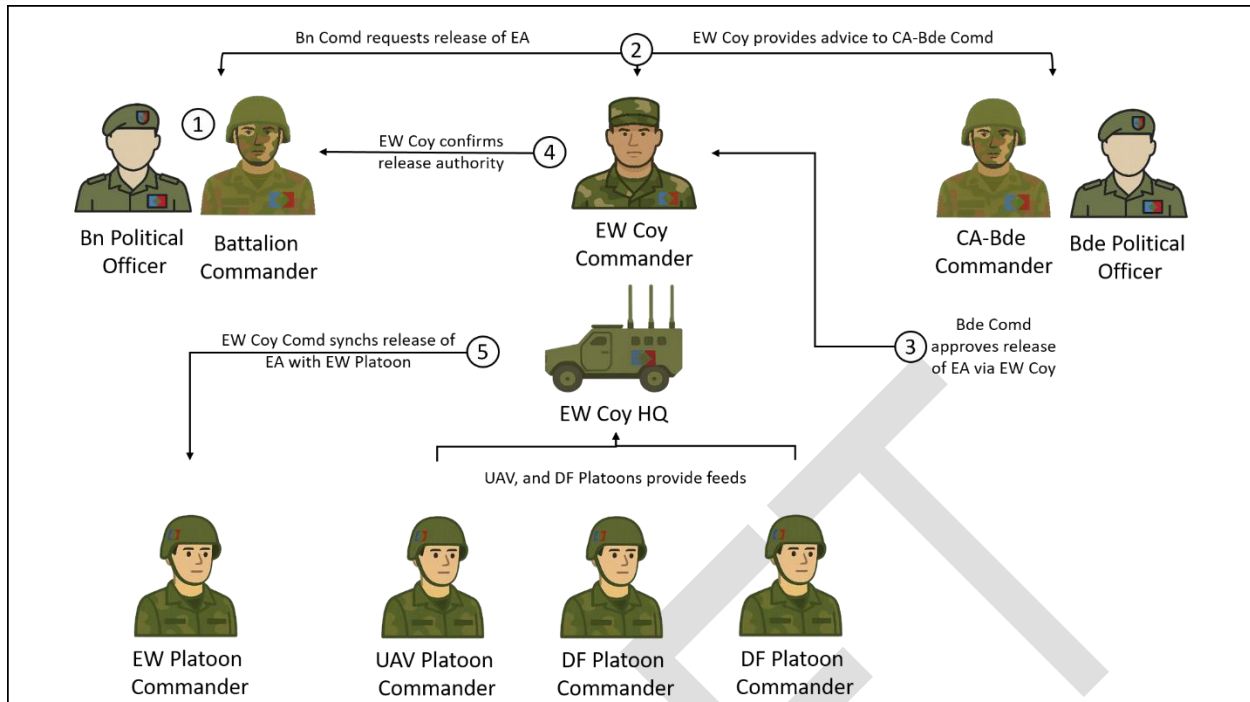 Bn Comd requests release of EA
2
EW Coy provides advice to CA-Bde Comd
1
EW Coy confirms
release authority
4
Bn Political
Officer
Battalion
Commander
EW Coy
Commander
CA-Bde
Commander
Bde Political
Officer
EW Coy Comd synchs release of
EA with EW Platoon
5
3
Bde Comd
approves release
of EA via EW Coy
EW Coy HQ
UAV, and DF Platoons provide feeds
EW Platoon
Commander
UAV Platoon
Commander
DF Platoon
Commander
DF Platoon
Commander
ET